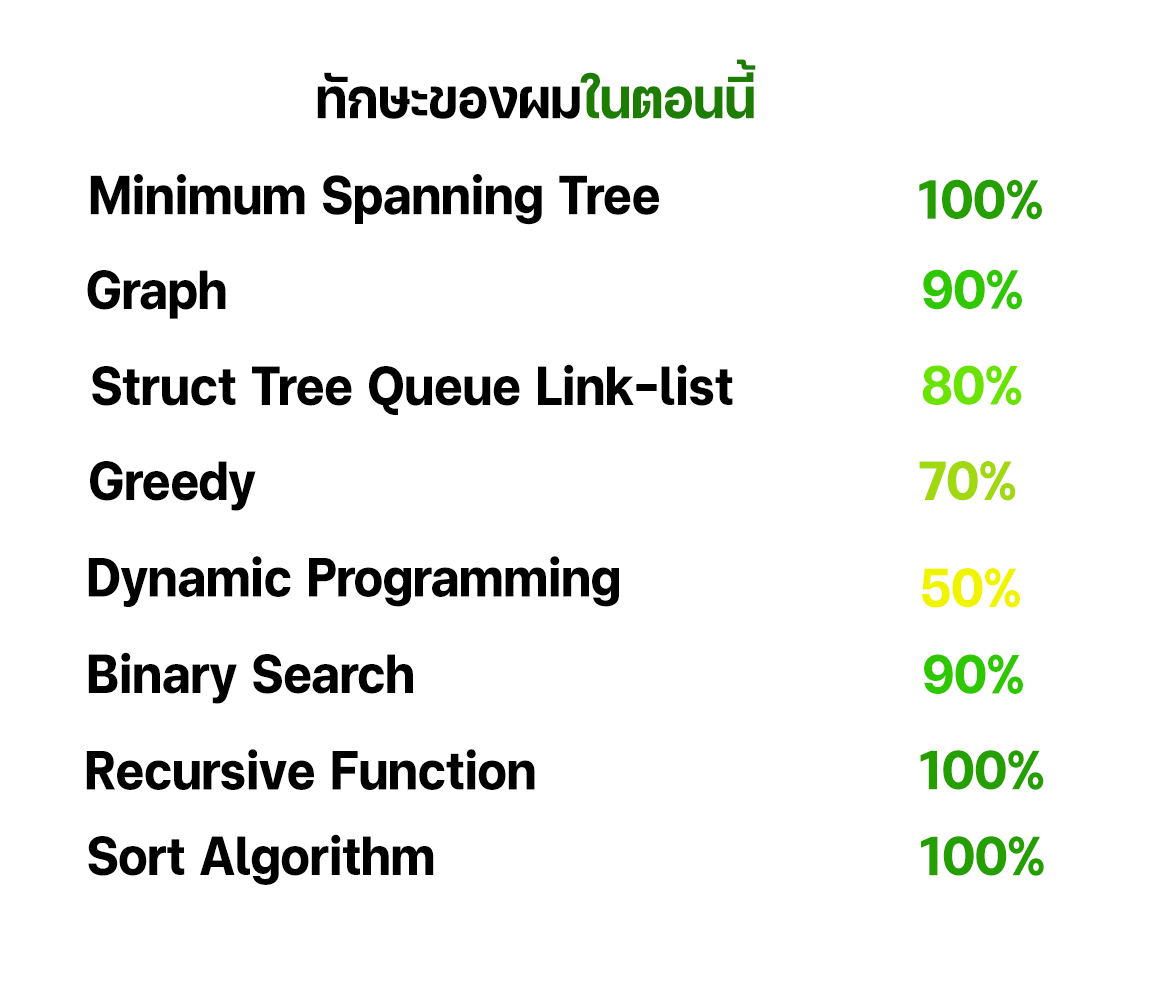 ทักษะของผมในตอนนี้
Minimum Spanning Tree 100%
Graph 90%
Struct Tree Queue Link-list 80%
Greedy 70%
Dynamic Programming 50%
Binary Search 90%
Recursive Function 100%
Sort Algorithm 100%